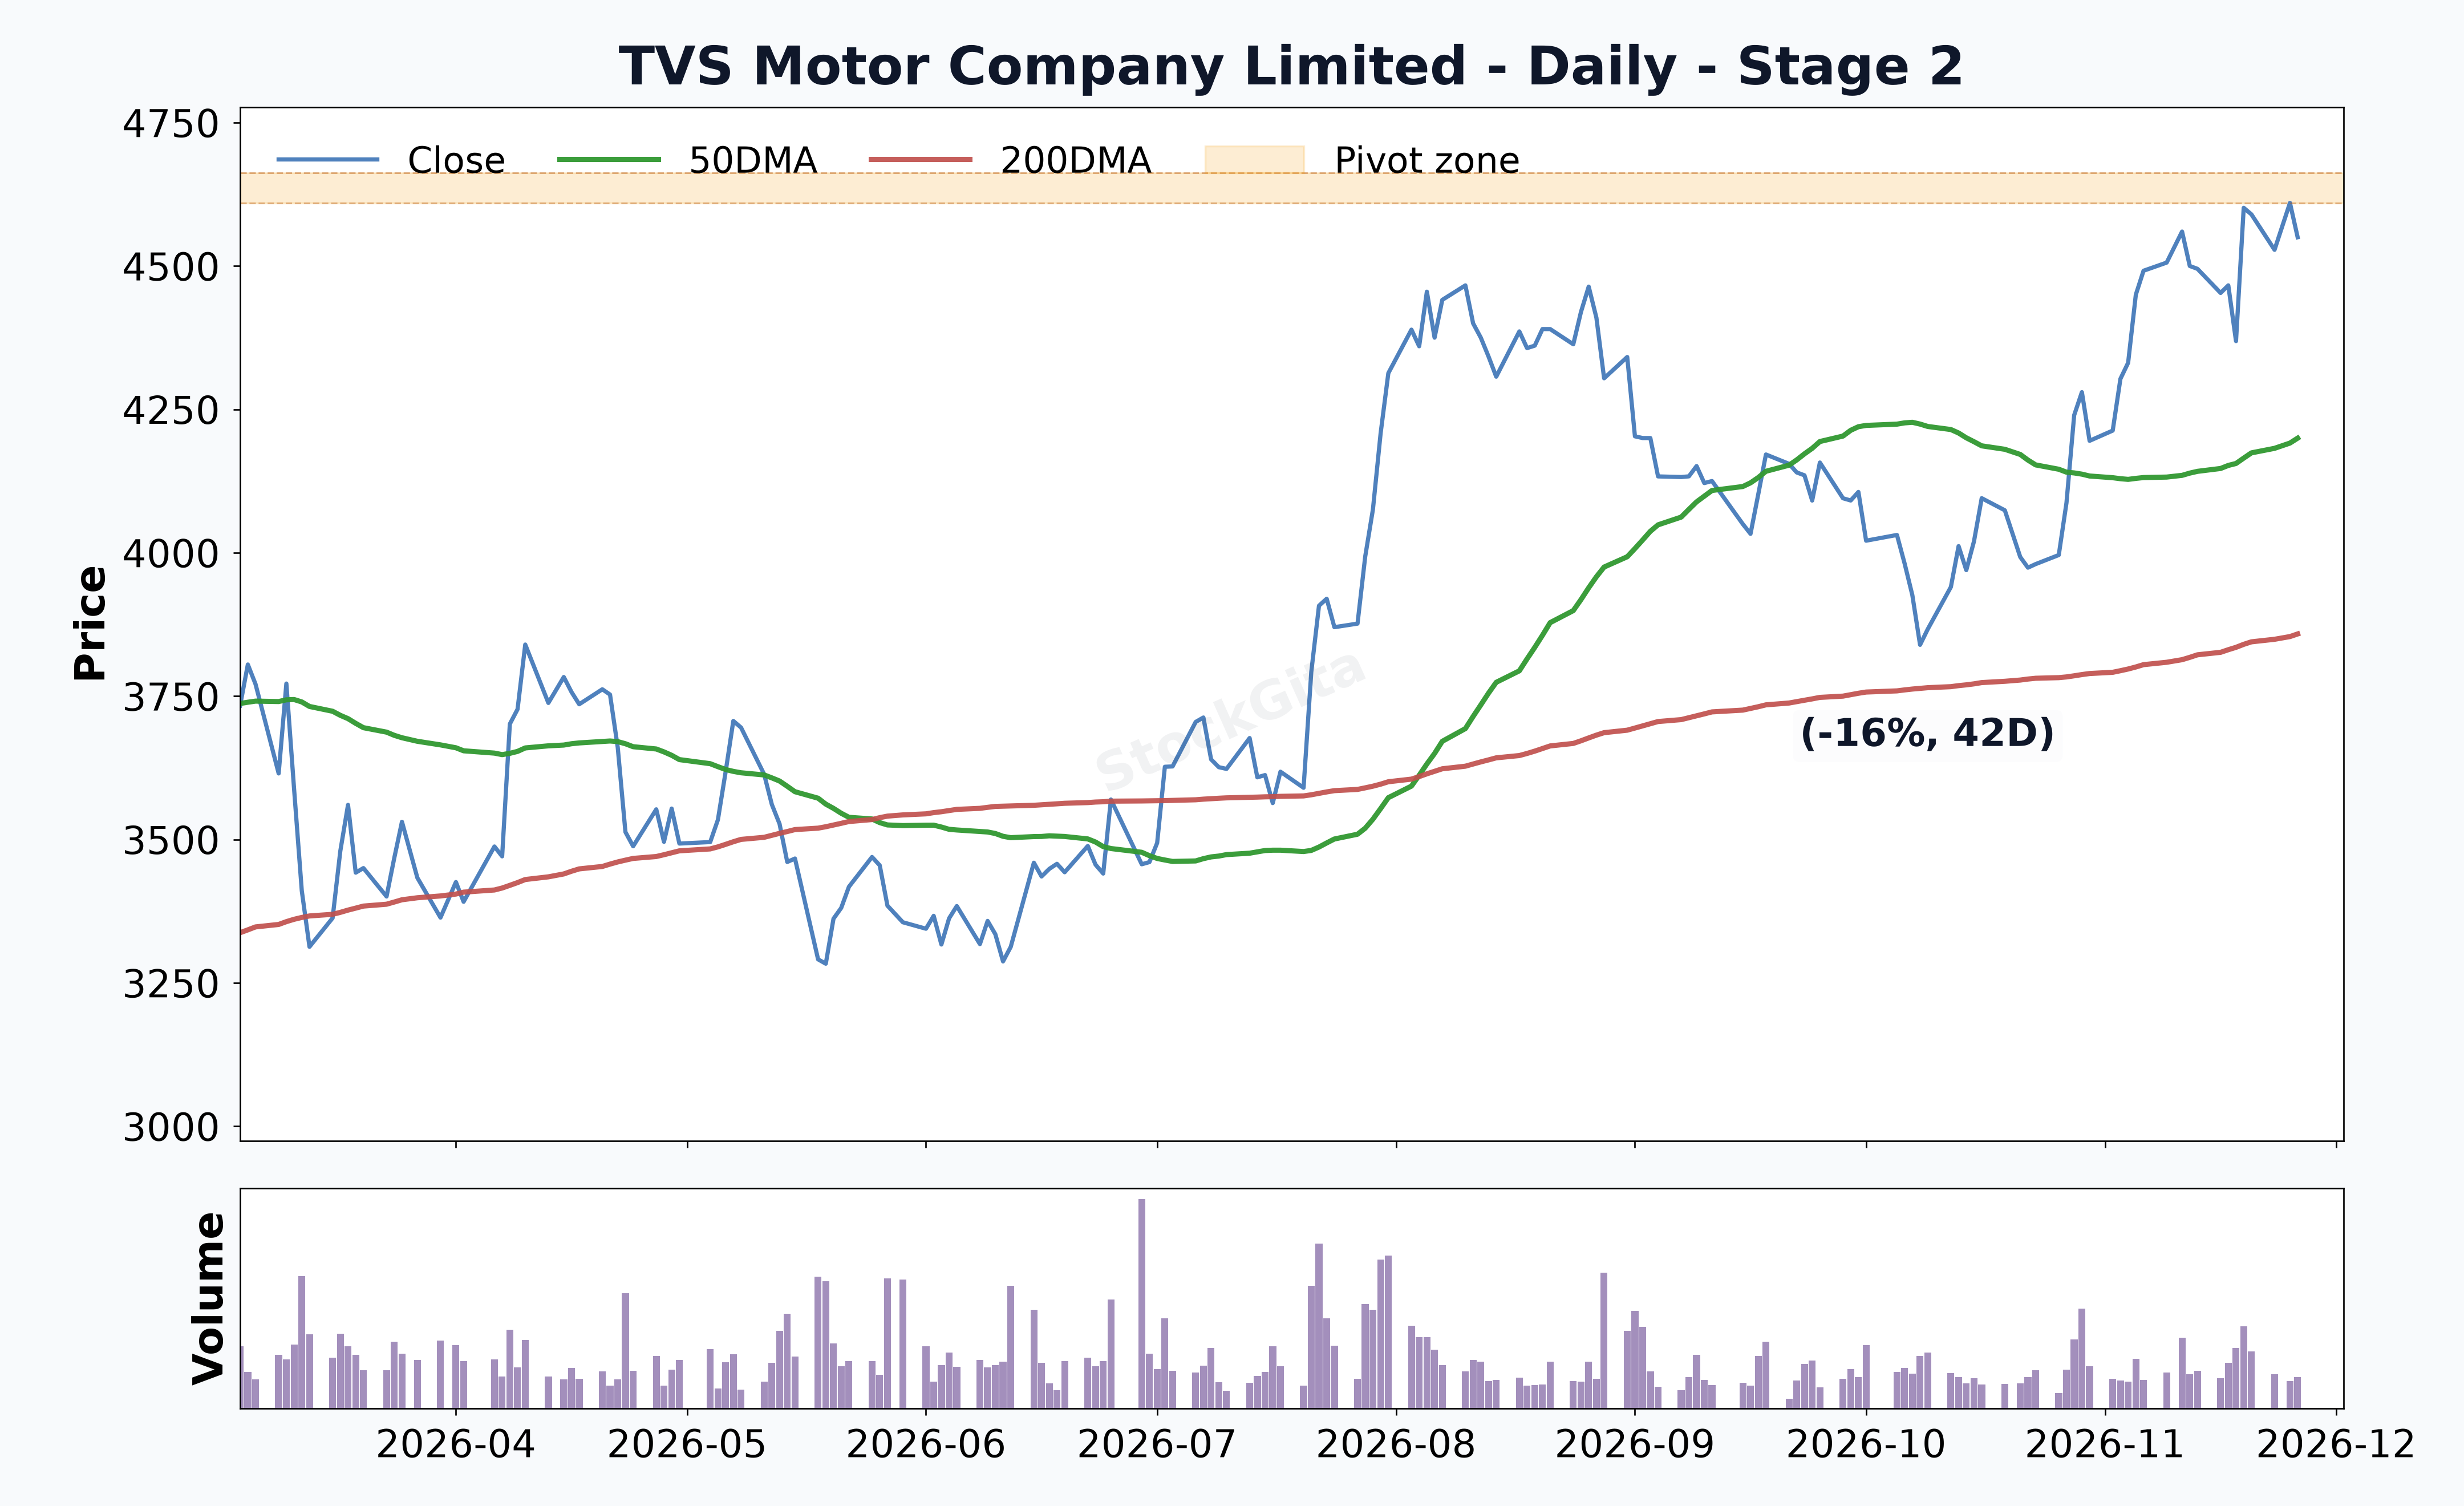 TVS Motor Company Limited - Daily - Stage 2
Close 50DMA 200DMA Pivot zone
4750
4500
4250
4000
3750
3500
3250
3000
Price
StockGita
(-16%, 42D)
Volume
2026-04 2026-05 2026-06 2026-07 2026-08 2026-09 2026-10 2026-11 2026-12